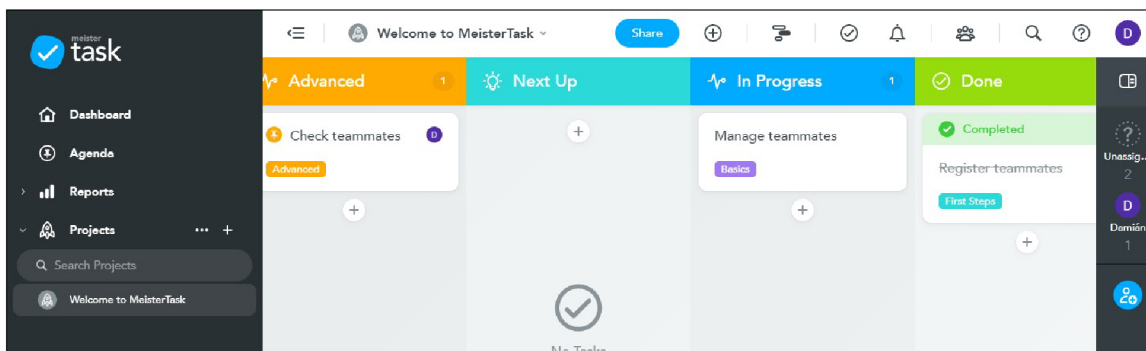 meister
task
Dashboard
Agenda
Reports
Projects
Search Projects
Welcome to MeisterTask
Welcome to MeisterTask
Share
D
Advanced 1
Check teammates D
Advanced
Next Up
No Tasks
In Progress 1
Manage teammates
Basics
Done
Completed
Register teammates
First Steps
Unassig...
2
D
Damián
1